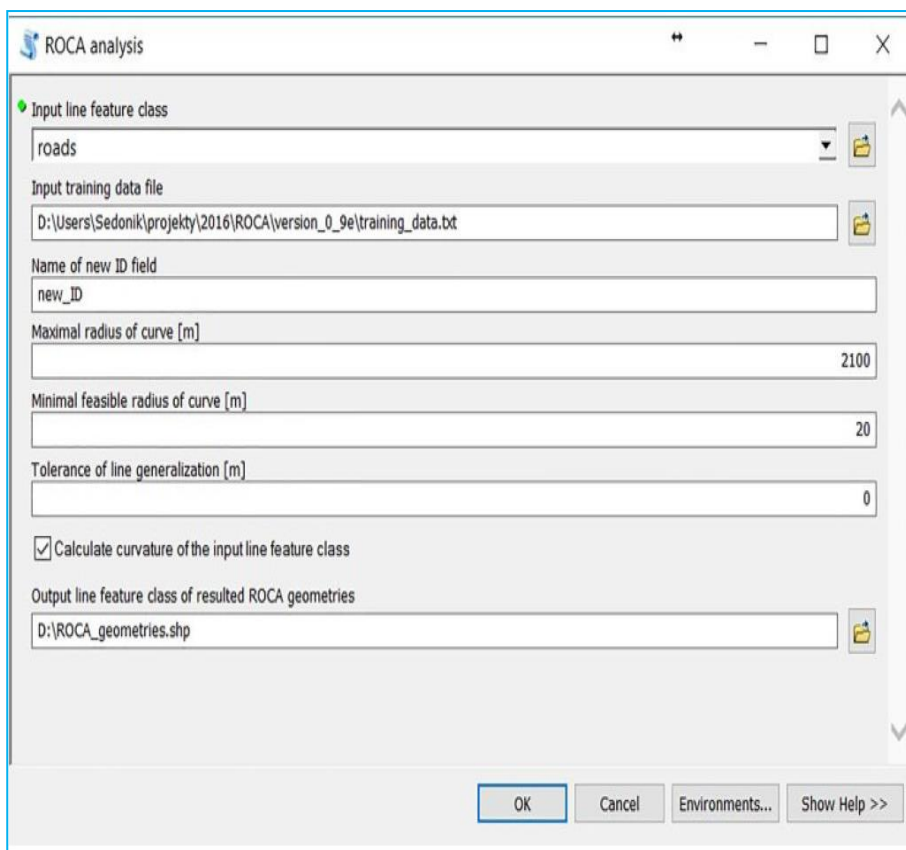 ROCA analysis
Input line feature class
roads
Input training data file
D:\Users\Sedonik\projekty\2016\ROCA\version_0_9e\training_data.txt
Name of new ID field
new_ID
Maximal radius of curve [m]
2100
Minimal feasible radius of curve [m]
20
Tolerance of line generalization [m]
0
Calculate curvature of the input line feature class
Output line feature class of resulted ROCA geometries
D:\ROCA_geometries.shp
OK Cancel Environments... Show Help >>